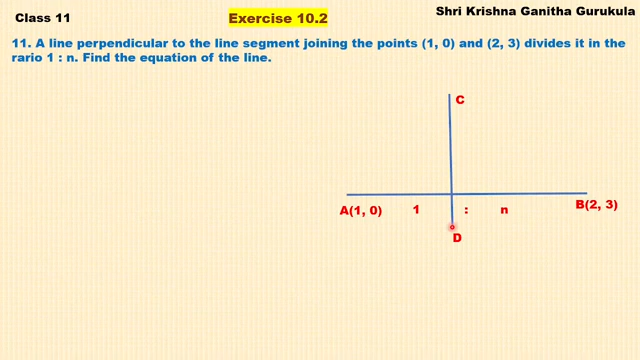 Class 11
Exercise 10.2
Shri Krishna Ganitha Gurukula
11. A line perpendicular to the line segment joining the points (1, 0) and (2, 3) divides it in the
rario 1 : n. Find the equation of the line.
C
A(1, 0)
1
:
n
B(2, 3)
D